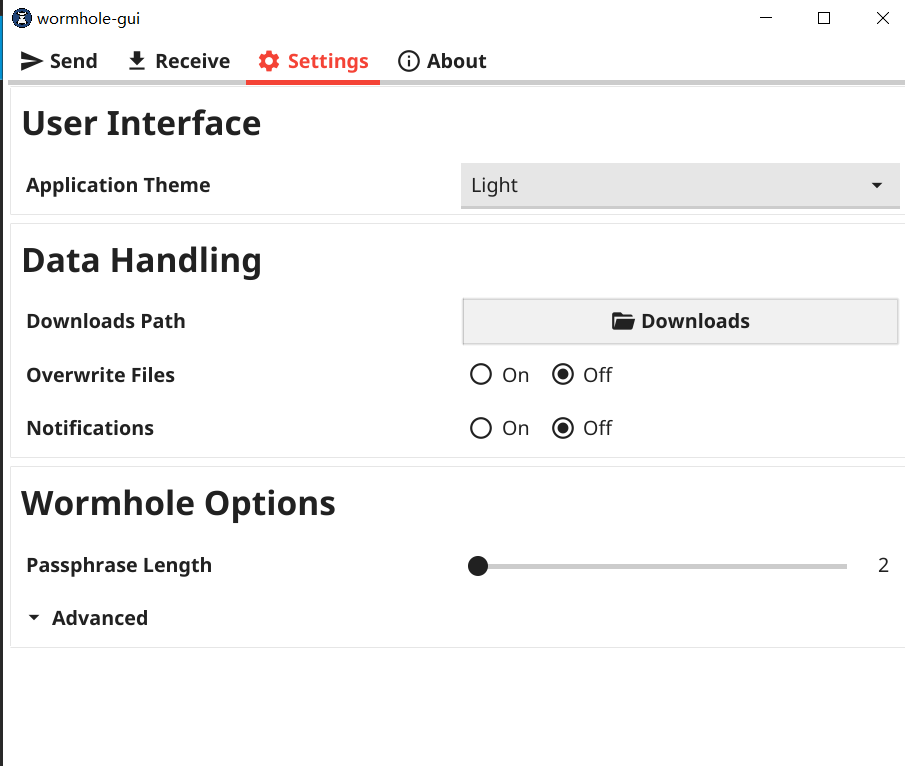 wormhole-gui
Send Receive Settings About
User Interface
Application Theme Light
Data Handling
Downloads Path Downloads
Overwrite Files On Off
Notifications On Off
Wormhole Options
Passphrase Length 2
Advanced